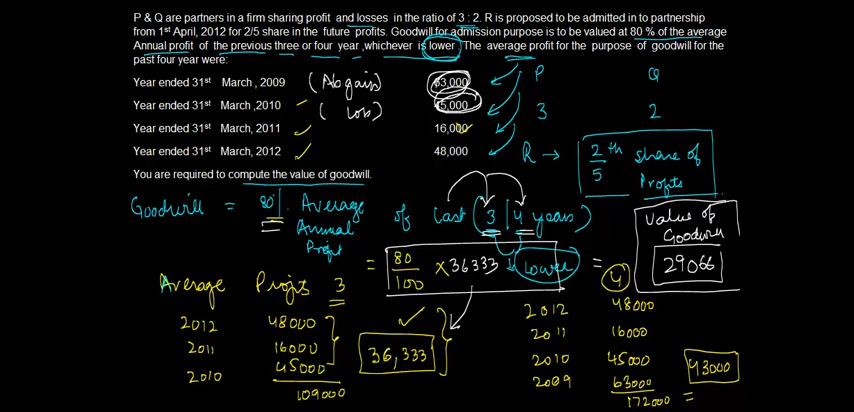 P & Q are partners in a firm sharing profit and losses in the ratio of 3 : 2. R is proposed to be admitted in to partnership
from 1st April, 2012 for 2/5 share in the future profits. Goodwill for admission purpose is to be valued at 80 % of the average
Annual profit of the previous three or four year ,whichever is lower. The average profit for the purpose of goodwill for the
past four year were:
Year ended 31st March, 2009 (Abgais) 63,000 P Q
Year ended 31st March, 2010 (Loss) 45,000 3 2
Year ended 31st March, 2011 16,000
Year ended 31st March, 2012 48,000 R → 2/5 th share of Profits
You are required to compute the value of goodwill.
Goodwill = 80% Average Annual Profit of last (3 | 4 years)
Lower
= 80/100 × 36333 =
Value of Goodwill
29066
Average Profits 3
2012 48000
2011 16000
2010 45000
109000
36,333
4
2012 48000
2011 16000
2010 45000
2009 63000
172000 =
43000